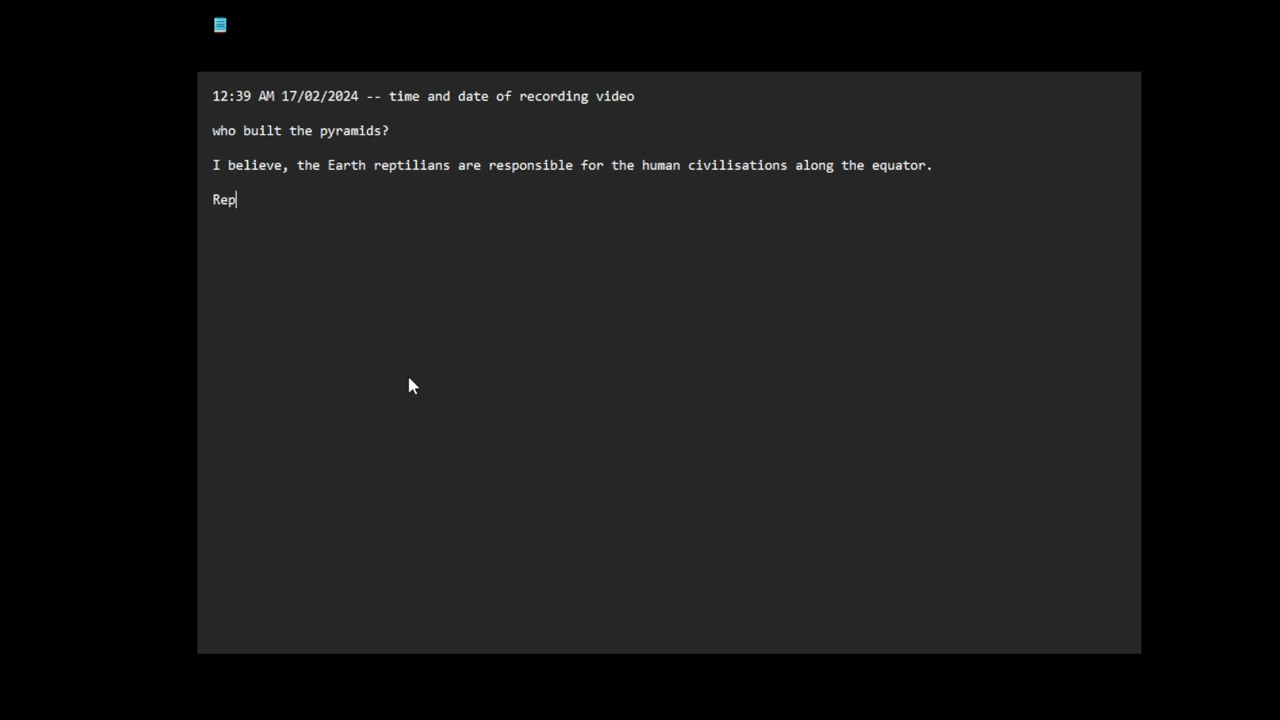 12:39 AM 17/02/2024 -- time and date of recording video
who built the pyramids?
I believe, the Earth reptilians are responsible for the human civilisations along the equator.
Rep